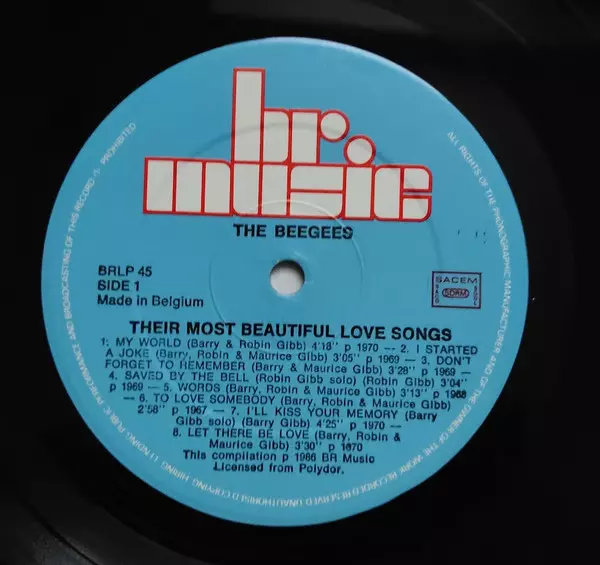 br.
music
THE BEEGEES
BRLP 45
SIDE 1
Made in Belgium
SACEM
SDRM
THEIR MOST BEAUTIFUL LOVE SONGS
1. MY WORLD (Barry & Robin Gibb) 4'18" p 1970 — 2. I STARTED
A JOKE (Barry, Robin & Maurice Gibb) 3'05" p 1969 — 3. DON'T
FORGET TO REMEMBER (Barry & Maurice Gibb) 3'28" p 1969 —
4. SAVED BY THE BELL (Robin Gibb solo) (Robin Gibb) 3'04"
p 1969 — 5. WORDS (Barry, Robin & Maurice Gibb) 3'13" p 1968
— 6. TO LOVE SOMEBODY (Barry, Robin & Maurice Gibb)
2'58" p 1967 — 7. I'LL KISS YOUR MEMORY (Barry
Gibb solo) (Barry Gibb) 4'25" p 1970 —
8. LET THERE BE LOVE (Barry, Robin &
Maurice Gibb) 3'30" p 1970
This compilation p 1986 BR Music
Licensed from Polydor.
ALL RIGHTS OF THE PHONOGRAPHIC MANUFACTURER AND OF THE OWNER OF THE WORK RECORDED RESERVED UNAUTHORISED COPYING HIRING LENDING PUBLIC PERFORMANCE AND BROADCASTING OF THIS RECORD PROHIBITED